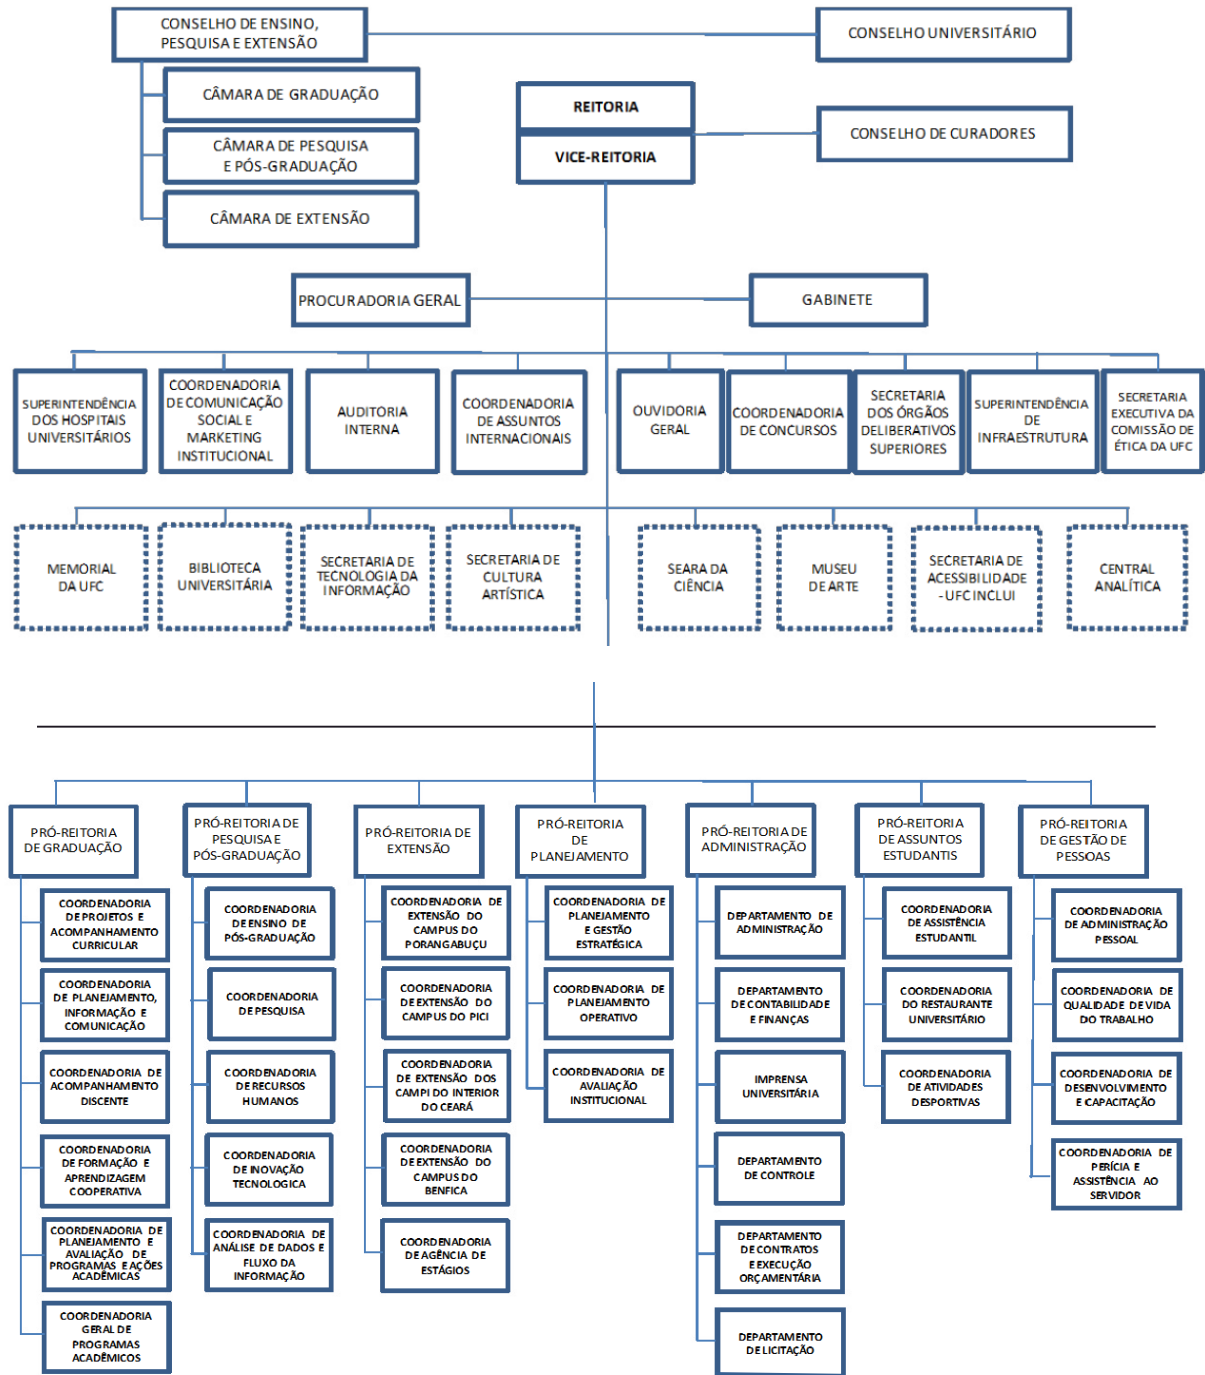 CONSELHO DE ENSINO,
PESQUISA E EXTENSÃO
CONSELHO UNIVERSITÁRIO
CÂMARA DE GRADUAÇÃO
CÂMARA DE PESQUISA
E PÓS-GRADUAÇÃO
CÂMARA DE EXTENSÃO
REITORIA
VICE-REITORIA
CONSELHO DE CURADORES
PROCURADORIA GERAL
GABINETE
SUPERINTENDÊNCIA
DOS HOSPITAIS
UNIVERSITÁRIOS
COORDENADORIA
DE COMUNICAÇÃO
SOCIAL E
MARKETING
INSTITUCIONAL
AUDITORIA
INTERNA
COORDENADORIA
DE ASSUNTOS
INTERNACIONAIS
OUVIDORIA
GERAL
COORDENADORIA
DE CONCURSOS
SECRETARIA
DOS ÓRGÃOS
DELIBERATIVOS
SUPERIORES
SUPERINTENDÊNCIA
DE
INFRAESTRUTURA
SECRETARIA
EXECUTIVA DA
COMISSÃO DE
ÉTICA DA UFC
MEMORIAL
DA UFC
BIBLIOTECA
UNIVERSITÁRIA
SECRETARIA DE
TECNOLOGIA DA
INFORMAÇÃO
SECRETARIA DE
CULTURA
ARTÍSTICA
SEARA DA
CIÊNCIA
MUSEU
DE ARTE
SECRETARIA DE
ACESSIBILIDADE
- UFC INCLUI
CENTRAL
ANALÍTICA
PRÓ-REITORIA
DE GRADUAÇÃO
PRÓ-REITORIA DE
PESQUISA E
PÓS-GRADUAÇÃO
PRÓ-REITORIA DE
EXTENSÃO
PRÓ-REITORIA
DE
PLANEJAMENTO
PRÓ-REITORIA DE
ADMINISTRAÇÃO
PRÓ-REITORIA
DE ASSUNTOS
ESTUDANTIS
PRÓ-REITORIA
DE GESTÃO DE
PESSOAS
COORDENADORIA
DE PROJETOS E
ACOMPANHAMENTO
CURRICULAR
COORDENADORIA
DE PLANEJAMENTO,
INFORMAÇÃO E
COMUNICAÇÃO
COORDENADORIA DE
ACOMPANHAMENTO
DISCENTE
COORDENADORIA
DE FORMAÇÃO E
APRENDIZAGEM
COOPERATIVA
COORDENADORIA DE
PLANEJAMENTO E
AVALIAÇÃO DE
PROGRAMAS E AÇÕES
ACADÊMICAS
COORDENADORIA
GERAL DE
PROGRAMAS
ACADÊMICOS
COORDENADORIA
DE ENSINO DE
PÓS-GRADUAÇÃO
COORDENADORIA
DE PESQUISA
COORDENADORIA
DE RECURSOS
HUMANOS
COORDENADORIA
DE INOVAÇÃO
TECNOLOGICA
COORDENADORIA DE
ANÁLISE DE DADOS E
FLUXO DA
INFORMAÇÃO
COORDENADORIA DE
EXTENSÃO DO
CAMPUS DO
PORANGABUÇU
COORDENADORIA
DE EXTENSÃO DO
CAMPUS DO PICI
COORDENADORIA
DE EXTENSÃO DOS
CAMPI DO INTERIOR
DO CEARÁ
COORDENADORIA
DE EXTENSÃO DO
CAMPUS DO
BENFICA
COORDENADORIA
DE AGÊNCIA DE
ESTÁGIOS
COORDENADORIA DE
PLANEJAMENTO
E GESTÃO
ESTRATÉGICA
COORDENADORIA
DE PLANEJAMENTO
OPERATIVO
COORDENADORIA DE
AVALIAÇÃO
INSTITUCIONAL
DEPARTAMENTO DE
ADMINISTRAÇÃO
DEPARTAMENTO
DE CONTABILIDADE
E FINANÇAS
IMPRENSA
UNIVERSITÁRIA
DEPARTAMENTO
DE CONTROLE
DEPARTAMENTO
DE CONTRATOS
E EXECUÇÃO
ORÇAMENTÁRIA
DEPARTAMENTO
DE LICITAÇÃO
COORDENADORIA
DE ASSISTÊNCIA
ESTUDANTIL
COORDENADORIA
DO RESTAURANTE
UNIVERSITÁRIO
COORDENADORIA
DE ATIVIDADES
DESPORTIVAS
COORDENADORIA
DE ADMINISTRAÇÃO
PESSOAL
COORDENADORIA DE
QUALIDADE DE VIDA
DO TRABALHO
COORDENADORIA DE
DESENVOLVIMENTO
E CAPACITAÇÃO
COORDENADORIA DE
PERÍCIA E
ASSISTÊNCIA AO
SERVIDOR